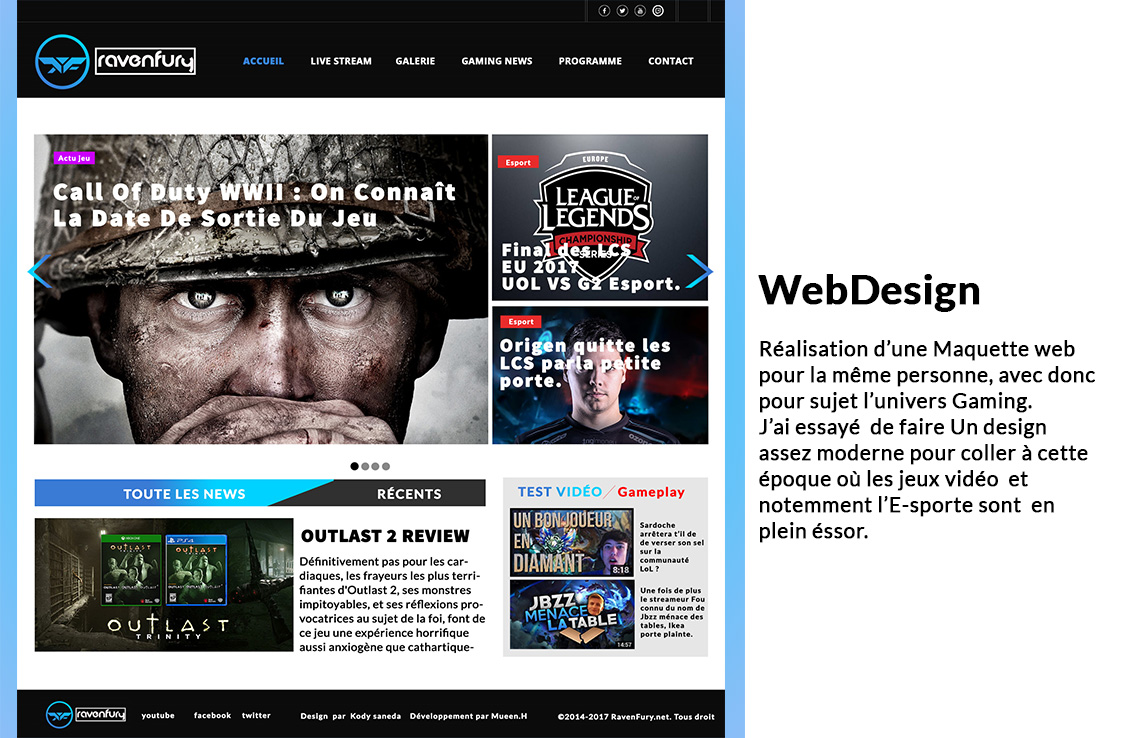 ravenfury
ACCUEIL LIVE STREAM GALERIE GAMING NEWS PROGRAMME CONTACT
Actu jeu
Call Of Duty WWII : On Connaît
La Date De Sortie Du Jeu
Esport
EUROPE
LEAGUE OF
LEGENDS
CHAMPIONSHIP
SERIES
Final des LCS
EU 2017
UOL VS G2 Esport.
Esport
Origen quitte les
LCS parla petite
porte.
TOUTE LES NEWS RÉCENTS
OUTLAST
TRINITY
OUTLAST 2 REVIEW
Définitivement pas pour les car-
diaques, les frayeurs les plus terri-
fiantes d'Outlast 2, ses monstres
impitoyables, et ses réflexions pro-
vocatrices au sujet de la foi, font de
ce jeu une expérience horrifique
aussi anxiogène que cathartique-
TEST VIDÉO / Gameplay
UN BON JOUEUR
EN
DIAMANT
8:18
Sardoche
arrêtera t'il de
de verser son sel
sur la
communauté
LoL ?
JBZZ
MENACE
LA TABLE!
14:57
Une fois de plus
le streameur Fou
connu du nom de
Jbzz ménace des
tables, Ikea
porte plainte.
ravenfury youtube facebook twitter Design par Kody saneda Développement par Mueen.H ©2014-2017 RavenFury.net. Tous droit
WebDesign
Réalisation d’une Maquette web
pour la même personne, avec donc
pour sujet l’univers Gaming.
J’ai essayé de faire Un design
assez moderne pour coller à cette
époque où les jeux vidéo et
notemment l’E-sporte sont en
plein éssor.